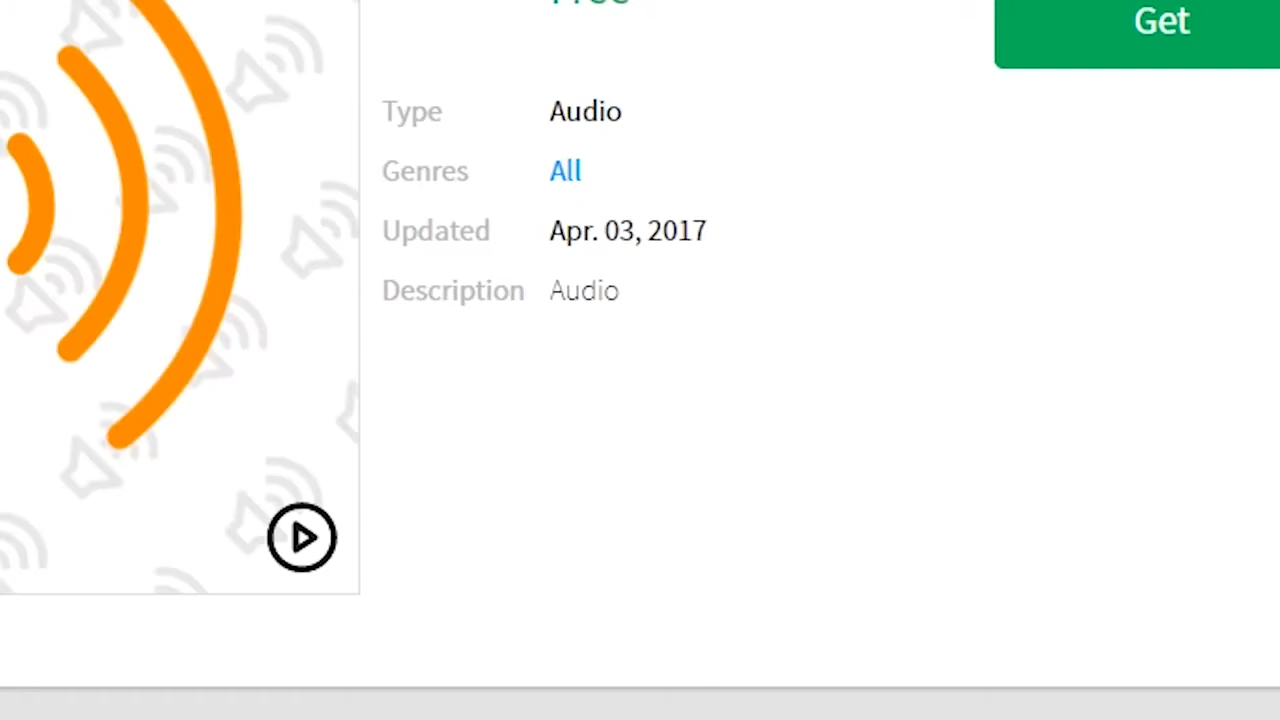 Get
Type Audio
Genres All
Updated Apr. 03, 2017
Description Audio